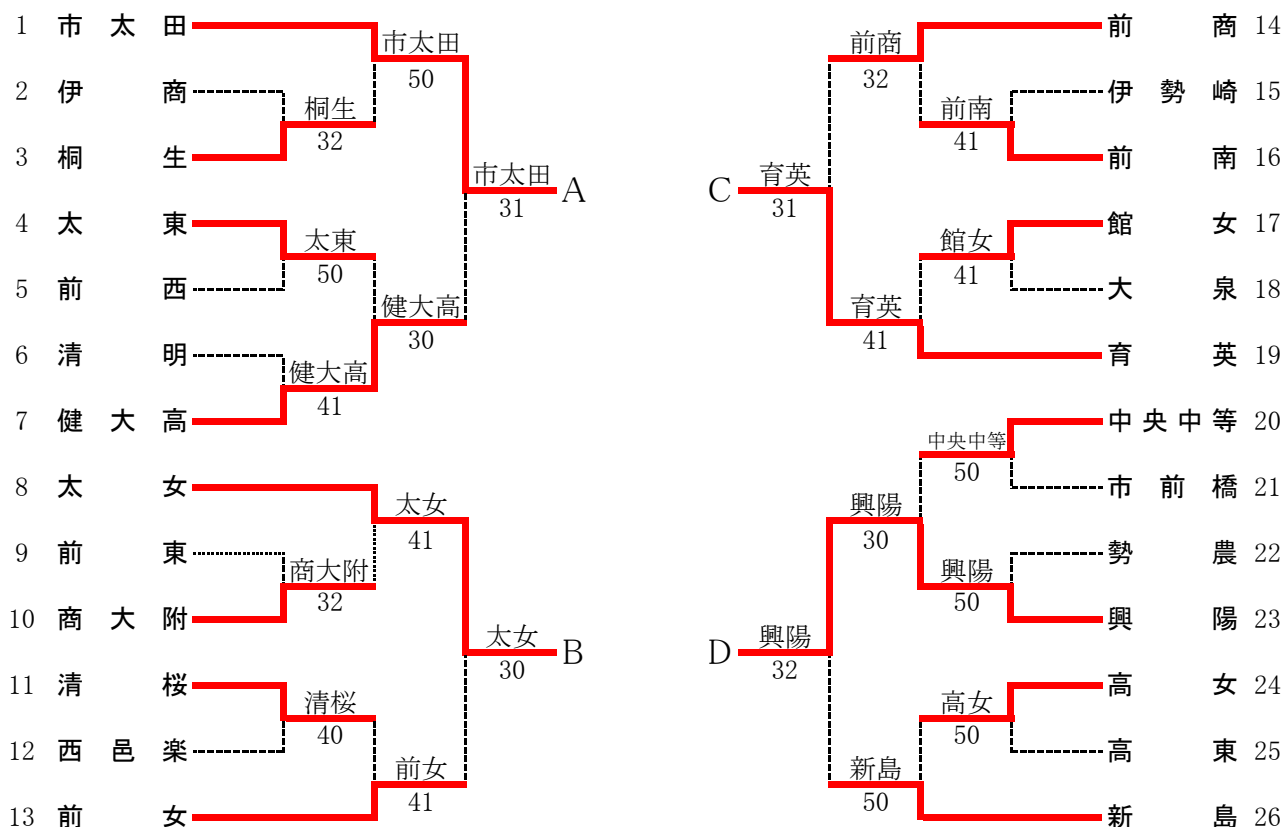 1 市太田
2 伊商
3 桐生
4 太東
5 前西
6 清明
7 健大高
8 太女
9 前東
10 商大附
11 清桜
12 西邑楽
13 前女
桐生
32
太東
50
健大高
41
商大附
32
清桜
40
市太田
50
健大高
30
太女
41
前女
41
市太田
31
A
太女
30
B
C
育英
31
D
興陽
32
前商
32
育英
41
興陽
30
新島
50
前南
41
館女
41
中央中等
50
興陽
50
高女
50
前商 14
伊勢崎 15
前南 16
館女 17
大泉 18
育英 19
中央中等 20
市前橋 21
勢農 22
興陽 23
高女 24
高東 25
新島 26